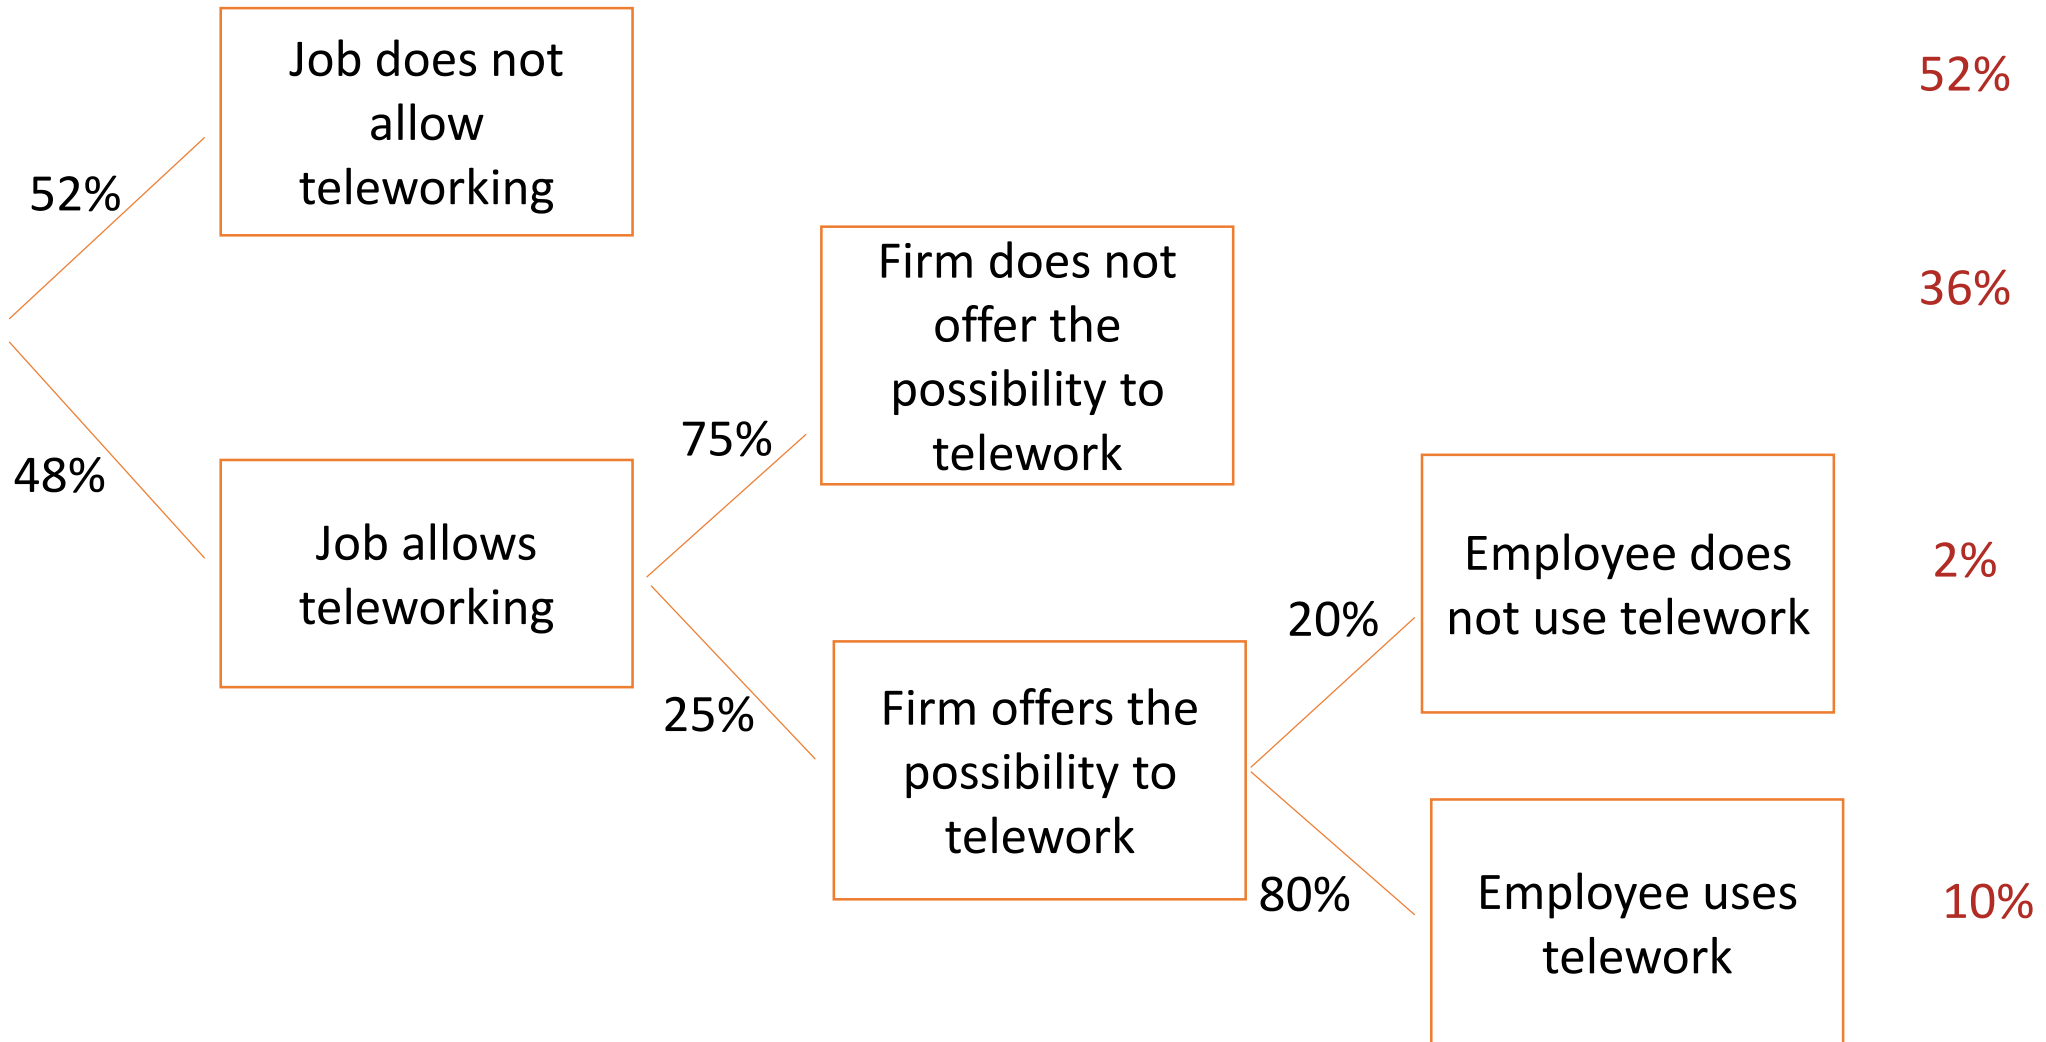 Job does not
allow
teleworking
52%
52%
Firm does not
offer the
possibility to
telework
36%
75%
48%
Job allows
teleworking
Employee does
not use telework
2%
20%
25%
Firm offers the
possibility to
telework
80%
Employee uses
telework
10%